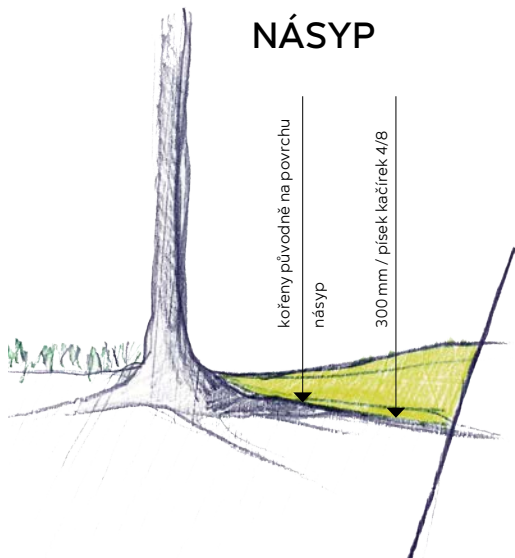 NÁSYP
kořeny původně na povrchu
násyp
300 mm / písek kačírek 4/8